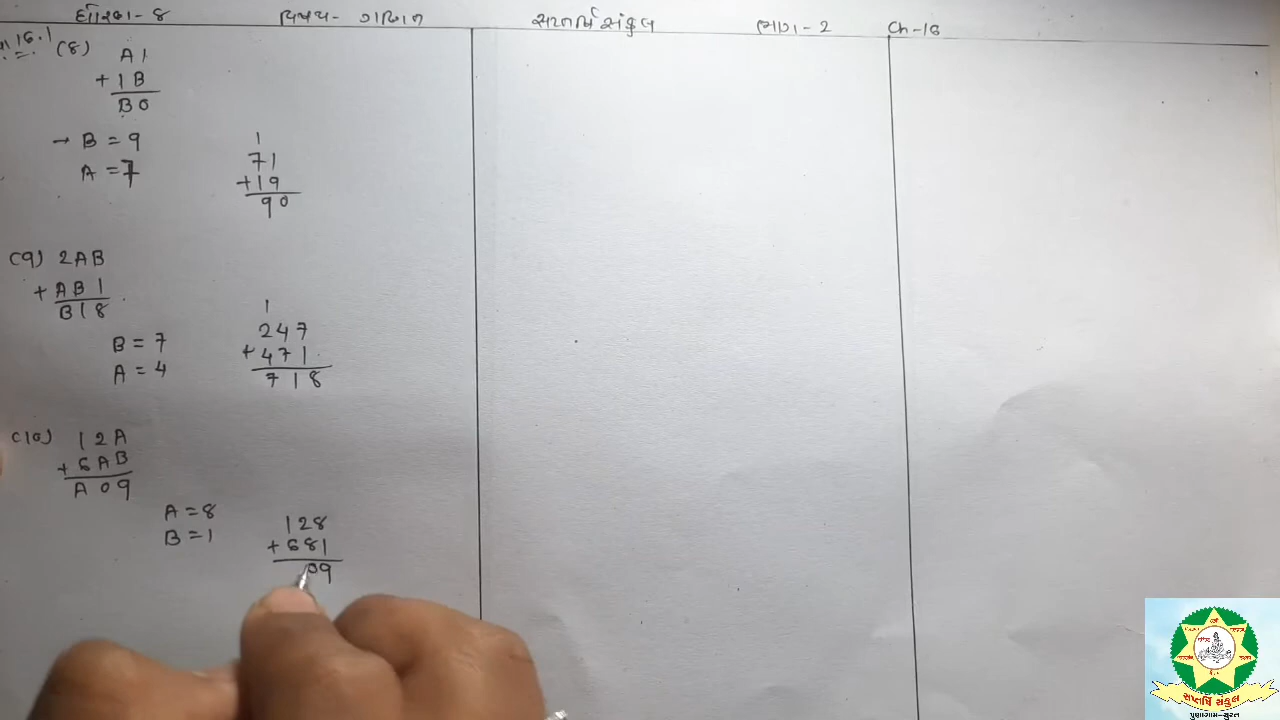 ધોરણ-8 વિષય- ગણિત સપ્તર્ષિ સંકુલ ભાગ-2 Ch-16
16.1 (8) A1
+ 1B
B0
→ B = 9
A = 7
1
71
+19
90
(9) 2AB
+ AB1
B18
B = 7
A = 4
1
247
+ 471
718
(10) 12A
+ 6AB
A09
A = 8
B = 1
128
+ 681
09
સપ્તર્ષિ સંકુલ
પુણાગામ-સુરત